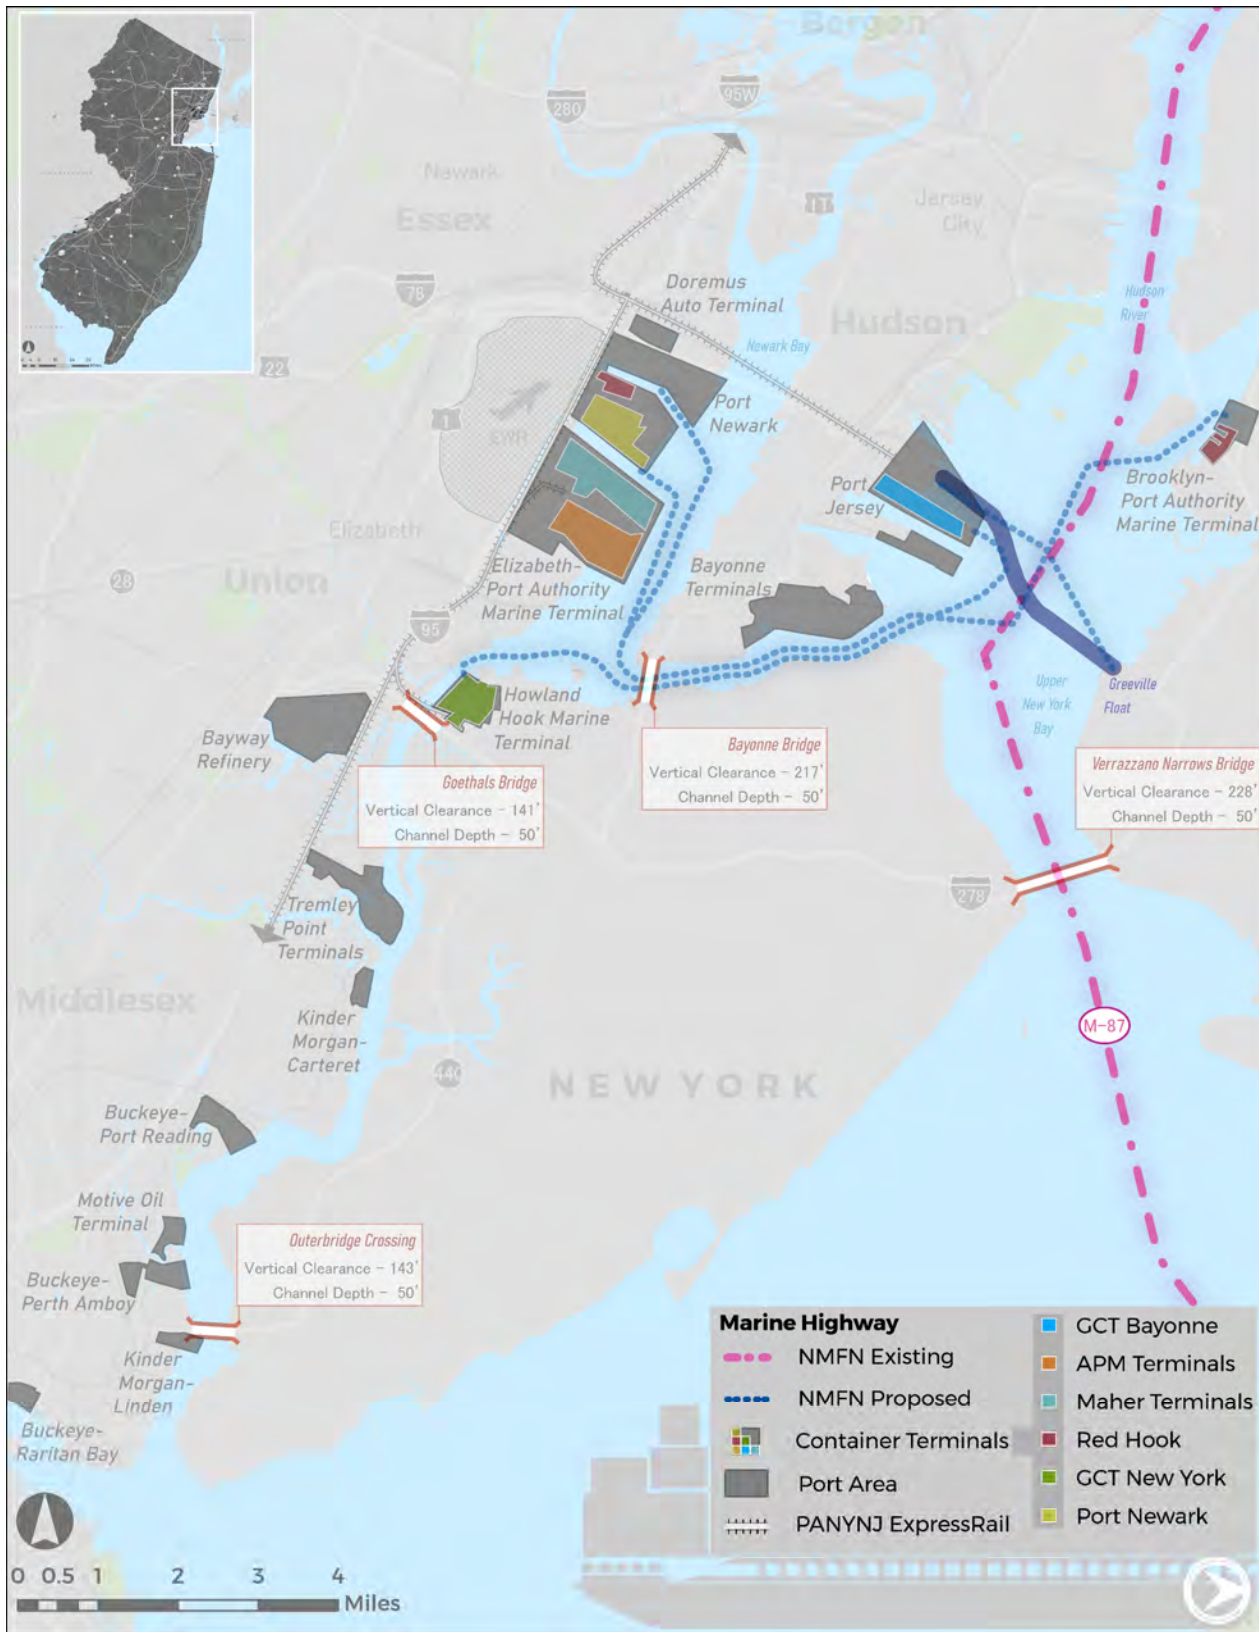 Bergen
280
95W
Newark
Essex
1T
Jersey
City
78
Doremus
Auto Terminal
Hudson
Hudson
River
22
Newark Bay
1
EWR
Port
Newark
Brooklyn-
Port Authority
Marine Terminal
Port
Jersey
Elizabeth
28
Union
Elizabeth-
Port Authority
Marine Terminal
Bayonne
Terminals
95
Upper
New York
Bay
Greeville
Float
Howland
Hook Marine
Terminal
Bayway
Refinery
Bayonne Bridge
Vertical Clearance - 217'
Channel Depth - 50'
Verrazzano Narrows Bridge
Vertical Clearance - 228'
Channel Depth - 50'
Goethals Bridge
Vertical Clearance - 141'
Channel Depth - 50'
278
Tremley
Point
Terminals
Middlesex
Kinder
Morgan-
Carteret
M-87
440
NEW YORK
Buckeye-
Port Reading
Motive Oil
Terminal
Outerbridge Crossing
Vertical Clearance - 143'
Channel Depth - 50'
Buckeye-
Perth Amboy
Kinder
Morgan-
Linden
Buckeye-
Raritan Bay
Marine Highway
NMFN Existing
NMFN Proposed
Container Terminals
Port Area
PANYNJ ExpressRail
GCT Bayonne
APM Terminals
Maher Terminals
Red Hook
GCT New York
Port Newark
0 0.5 1 2 3 4
Miles